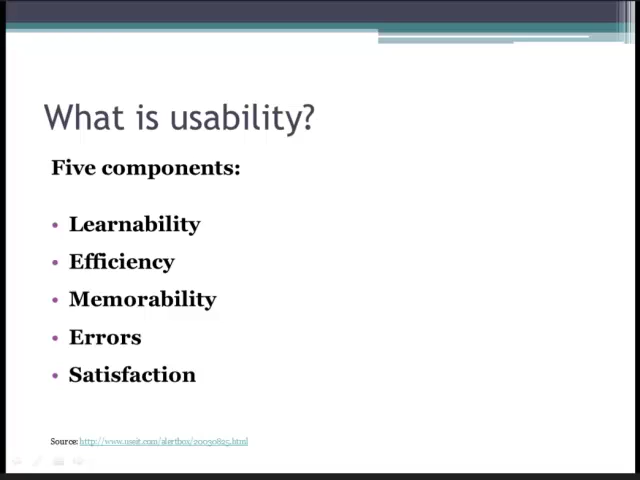 What is usability?
Five components:
• Learnability
• Efficiency
• Memorability
• Errors
• Satisfaction
Source: http://www.useit.com/alertbox/20030825.html